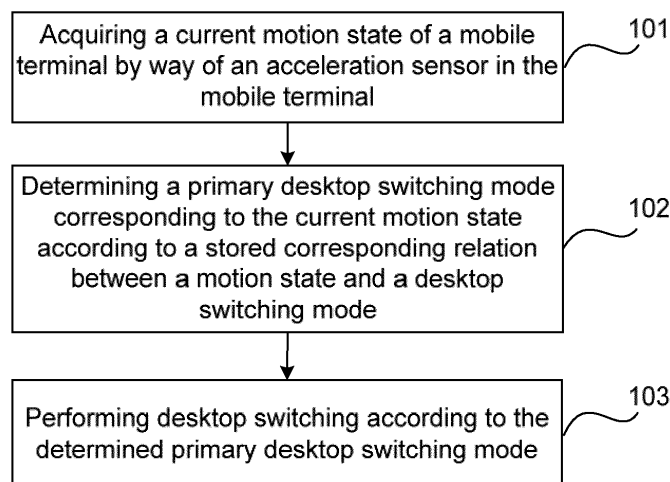 Acquiring a current motion state of a mobile
terminal by way of an acceleration sensor in the
mobile terminal
101
Determining a primary desktop switching mode
corresponding to the current motion state
according to a stored corresponding relation
between a motion state and a desktop
switching mode
102
Performing desktop switching according to the
determined primary desktop switching mode
103